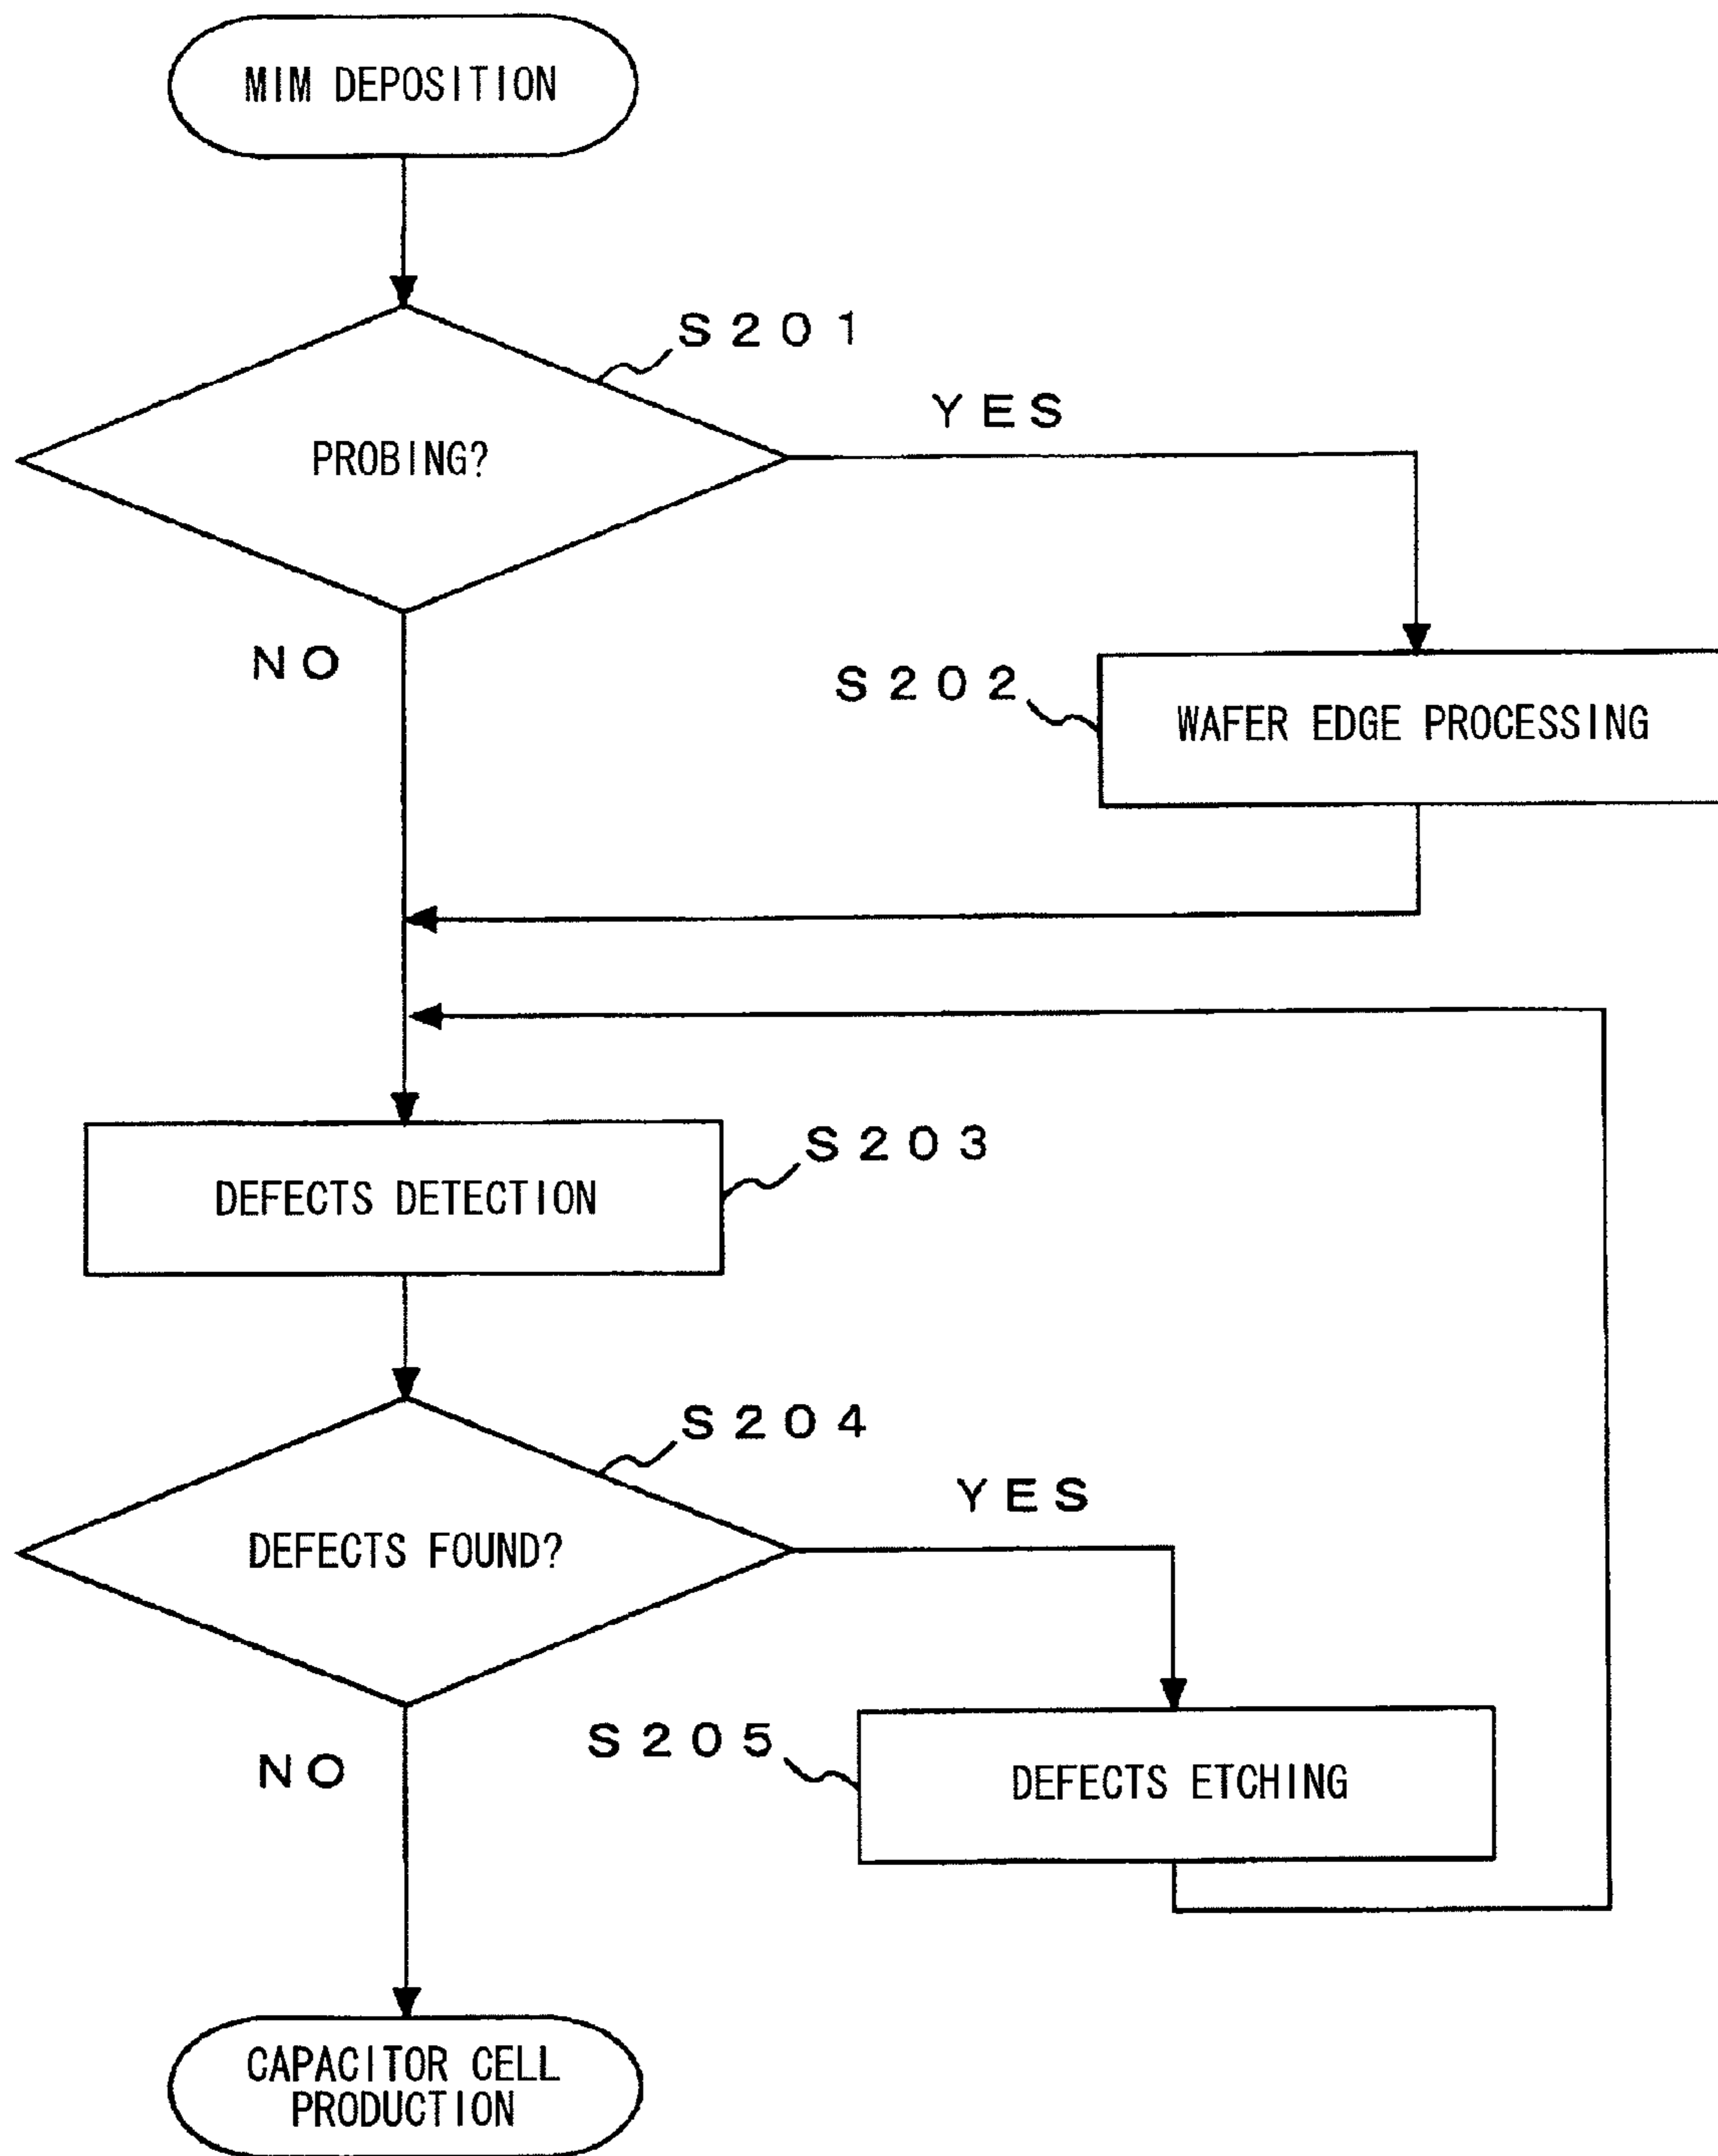 MIM DEPOSITION
S201
YES
PROBING?
NO
S202
WAFER EDGE PROCESSING
S203
DEFECTS DETECTION
S204
YES
DEFECTS FOUND?
S205
NO
DEFECTS ETCHING
CAPACITOR CELL
PRODUCTION